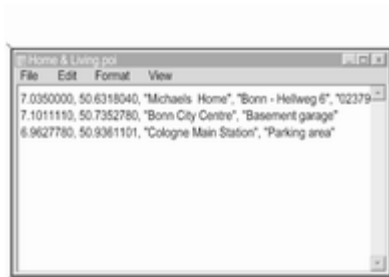 Home & Living.poi
File Edit Format View
7.0350000, 50.6318040, "Michaels Home", "Bonn - Hellweg 6", "02379
7.1011110, 50.7352780, "Bonn City Centre", "Basement garage"
6.9627780, 50.9361101, "Cologne Main Station", "Parking area"